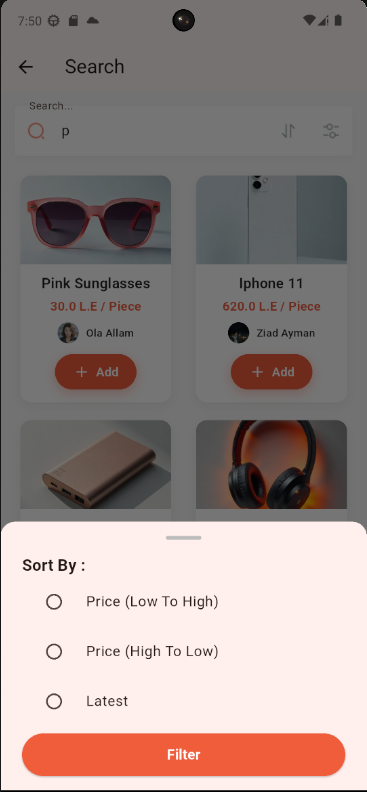 7:50
Search
Search...
p
Pink Sunglasses
Iphone 11
30.0 L.E / Piece
620.0 L.E / Piece
Ola Allam
Ziad Ayman
+ Add
+ Add
Sort By :
Price (Low To High)
Price (High To Low)
Latest
Filter